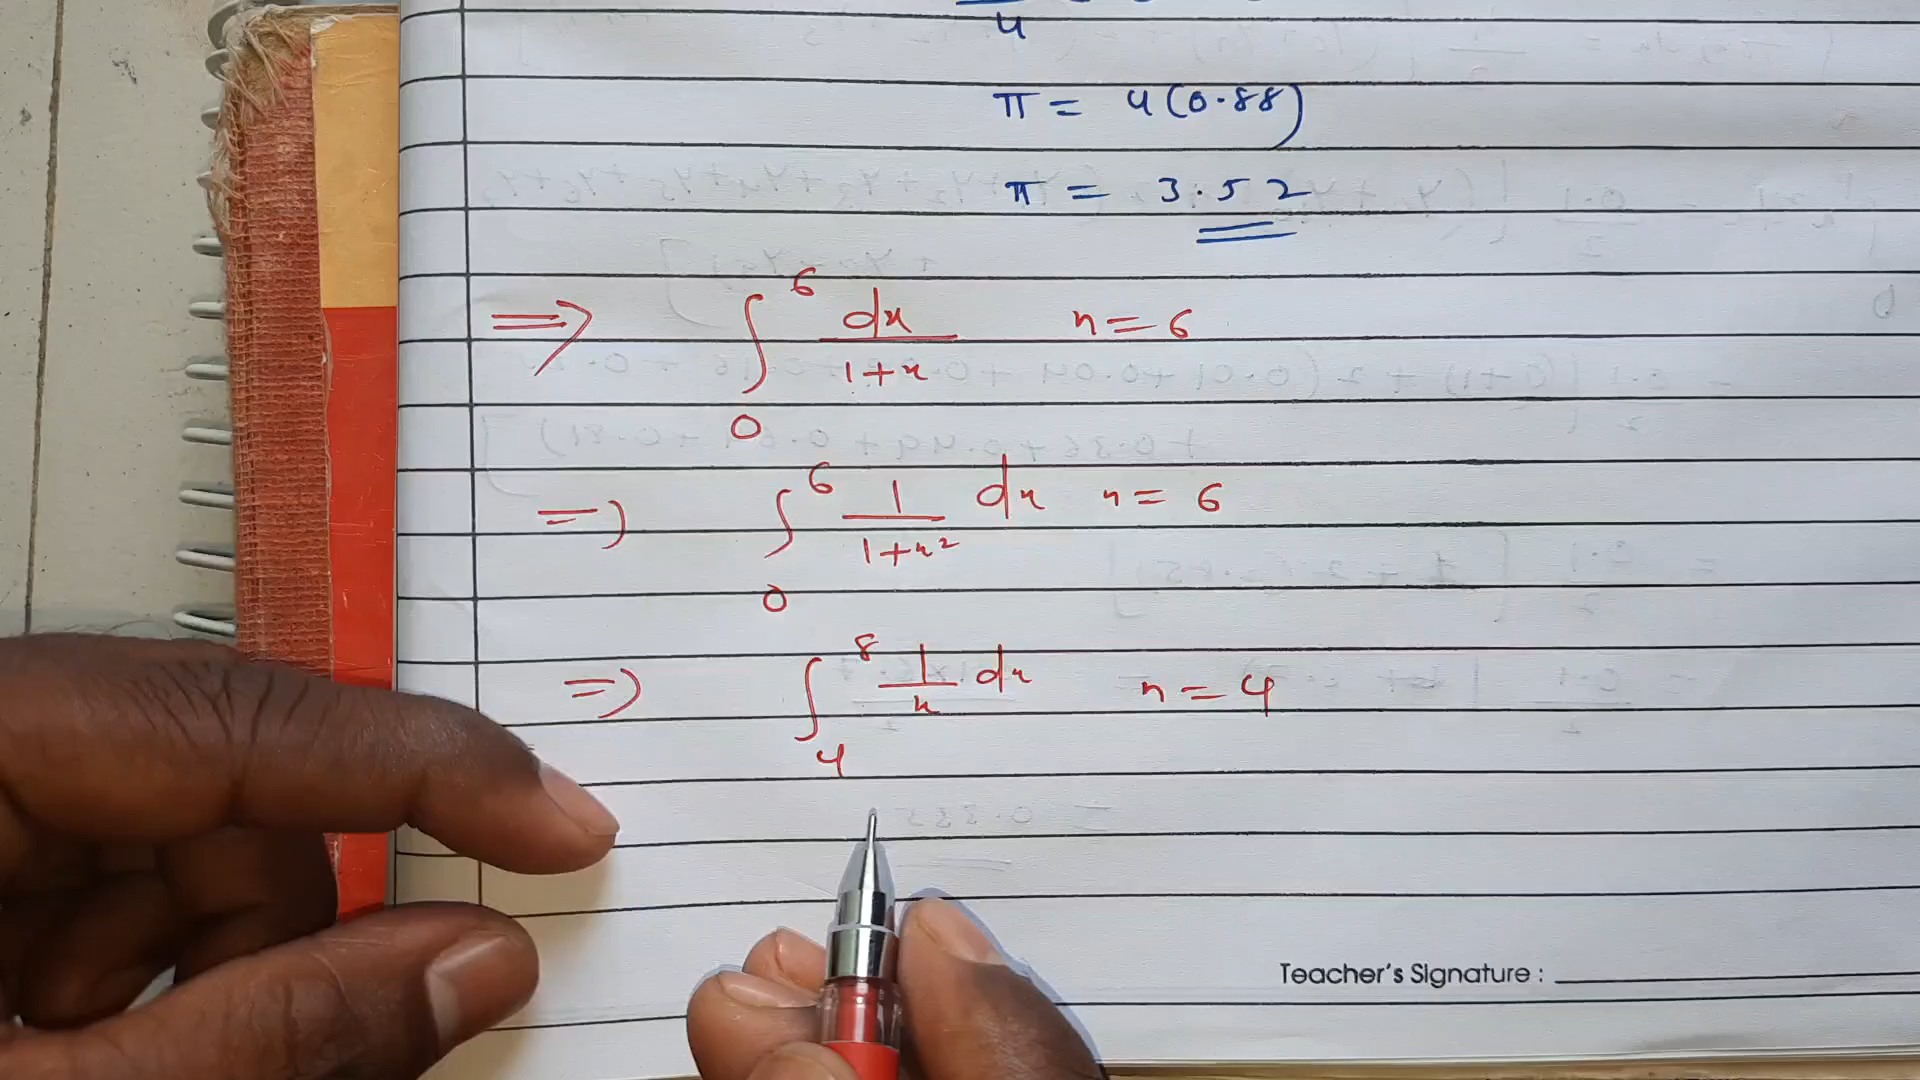 4
π = 4(0.88)
π = 3.52
⇒ ∫₀⁶ dx/(1+x) n=6
⇒ ∫₀⁶ 1/(1+x²) dx n=6
⇒ ∫₄⁸ 1/x dx n=4
Teacher's Signature :